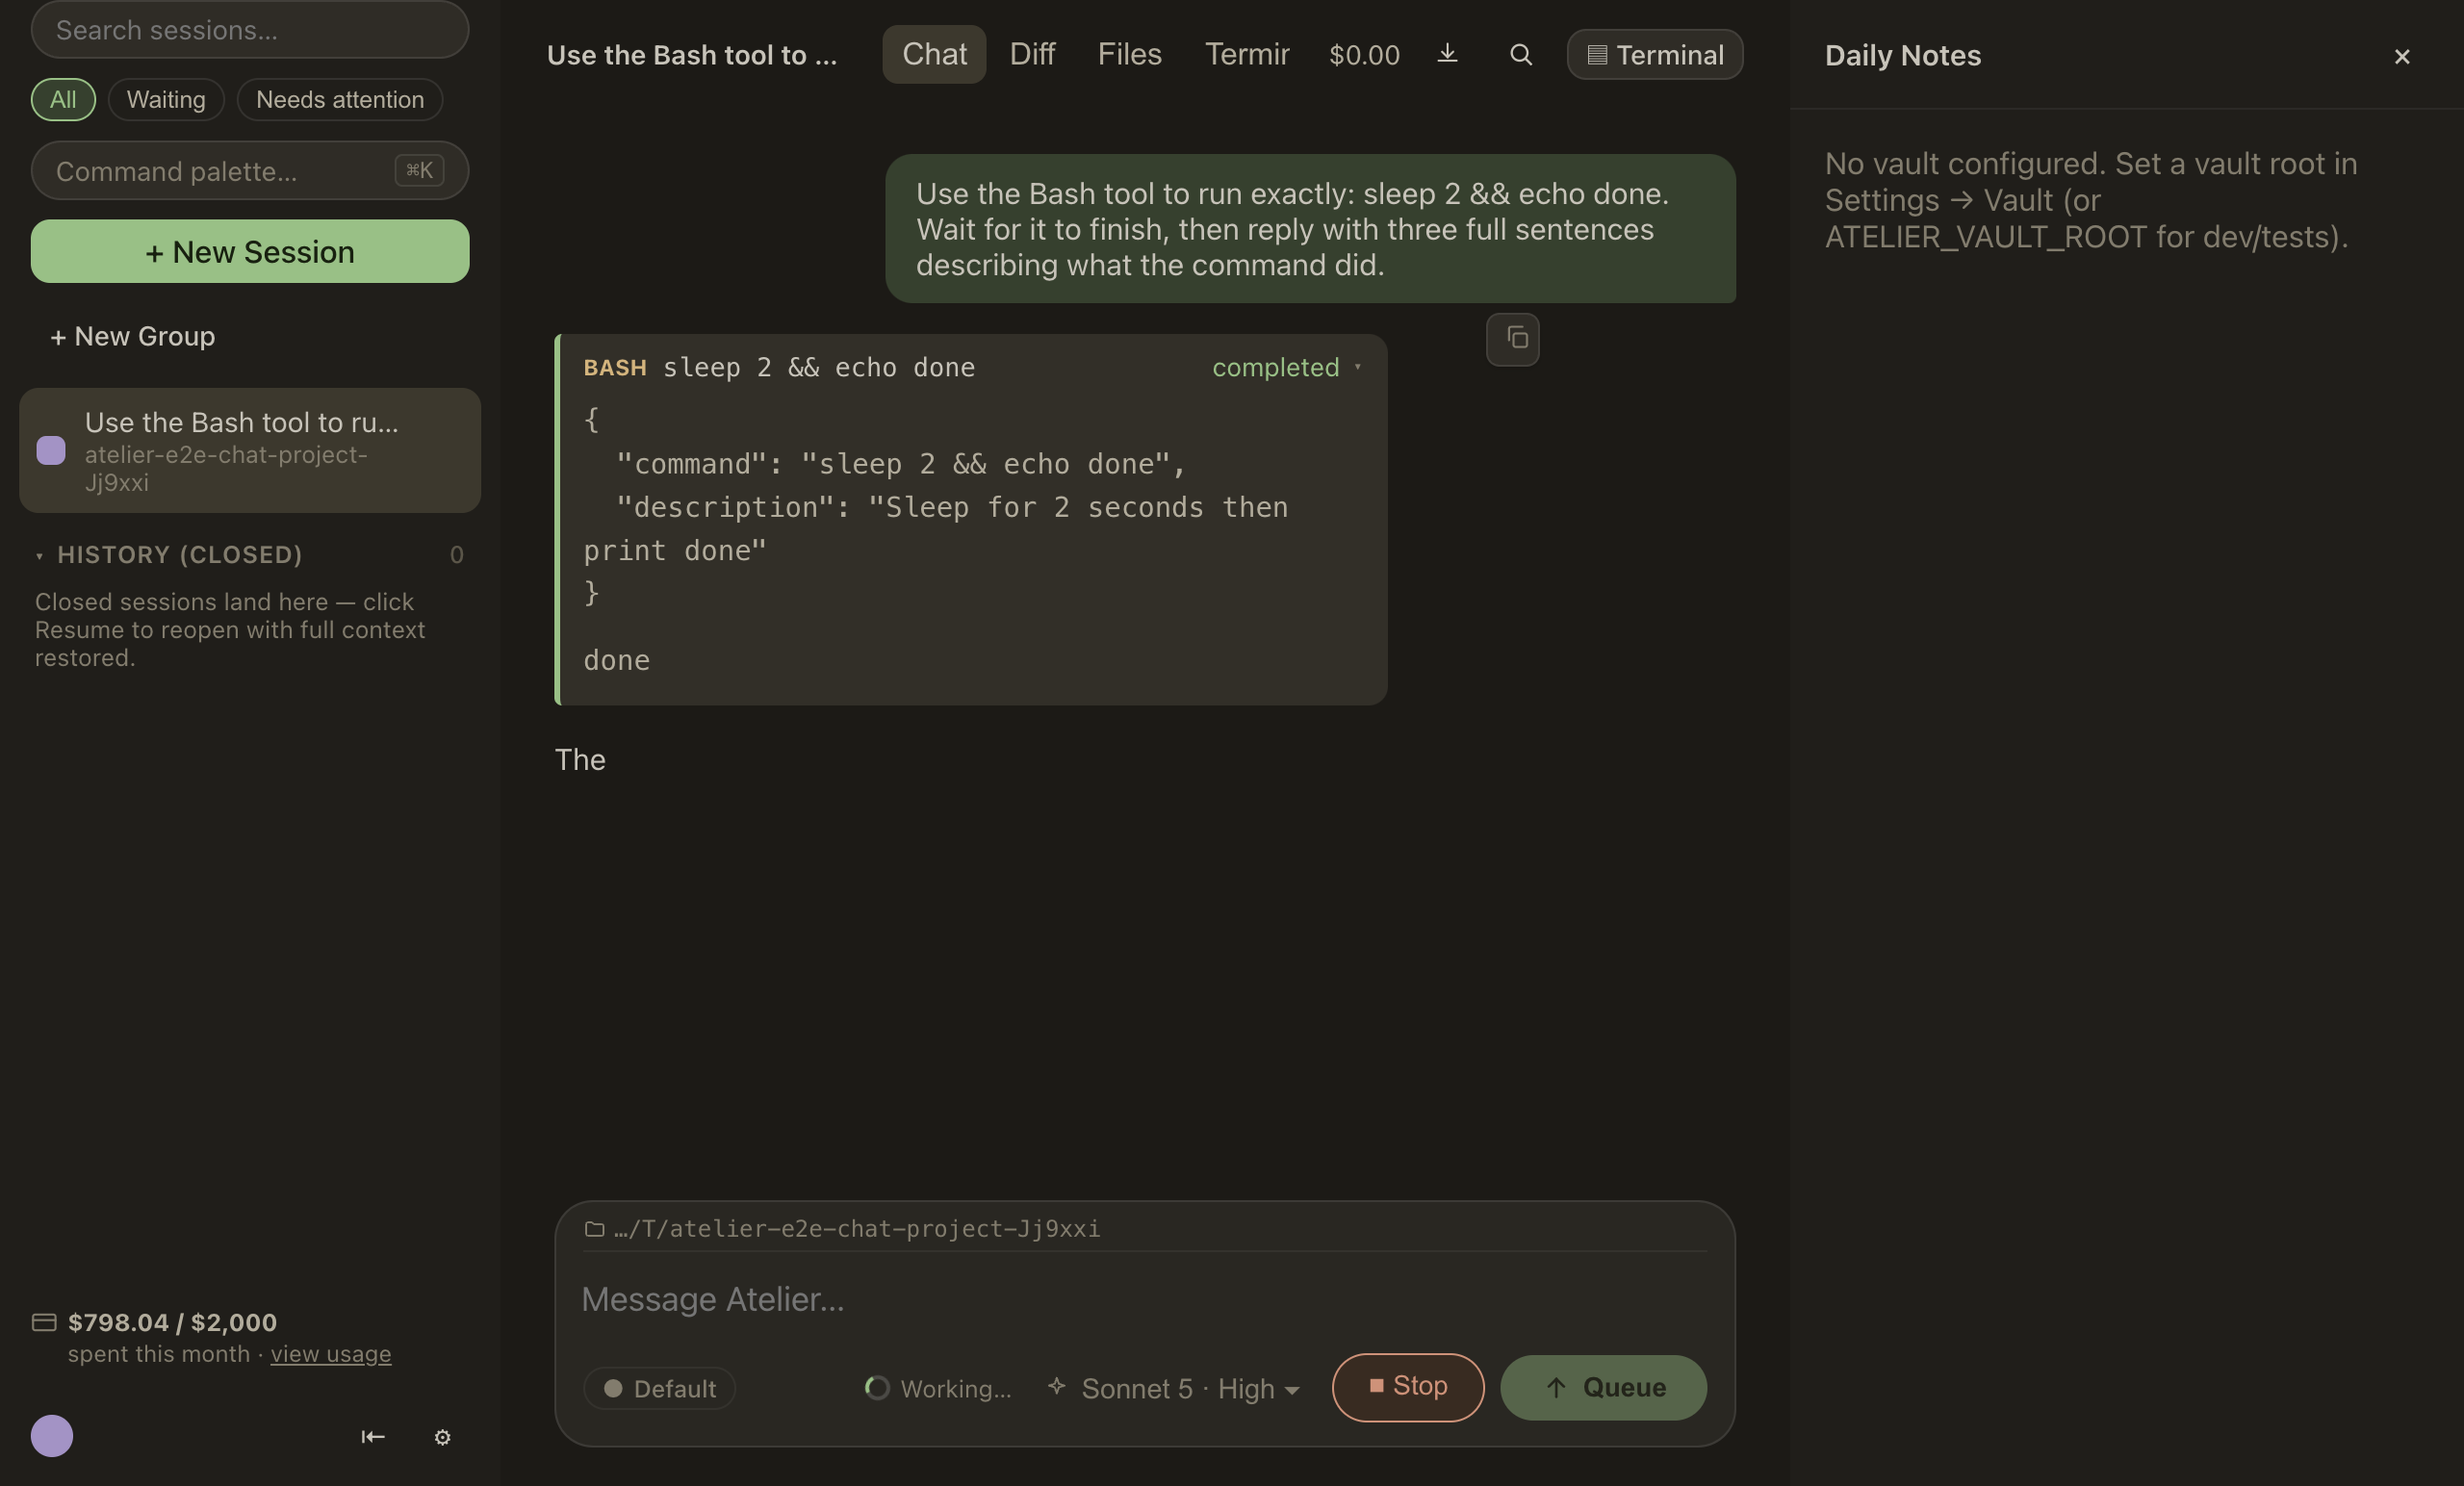 Search sessions...
All Waiting Needs attention
Command palette... ⌘K
+ New Session
+ New Group
Use the Bash tool to ru...
atelier-e2e-chat-project-
Jj9xxi
HISTORY (CLOSED) 0
Closed sessions land here — click
Resume to reopen with full context
restored.
$798.04 / $2,000
spent this month · view usage
Use the Bash tool to ... Chat Diff Files Termir $0.00 Terminal
Use the Bash tool to run exactly: sleep 2 && echo done.
Wait for it to finish, then reply with three full sentences
describing what the command did.
BASH sleep 2 && echo done completed
{
"command": "sleep 2 && echo done",
"description": "Sleep for 2 seconds then
print done"
}
done
The
…/T/atelier-e2e-chat-project-Jj9xxi
Message Atelier...
Default Working... Sonnet 5 · High Stop Queue
Daily Notes
No vault configured. Set a vault root in
Settings → Vault (or
ATELIER_VAULT_ROOT for dev/tests).